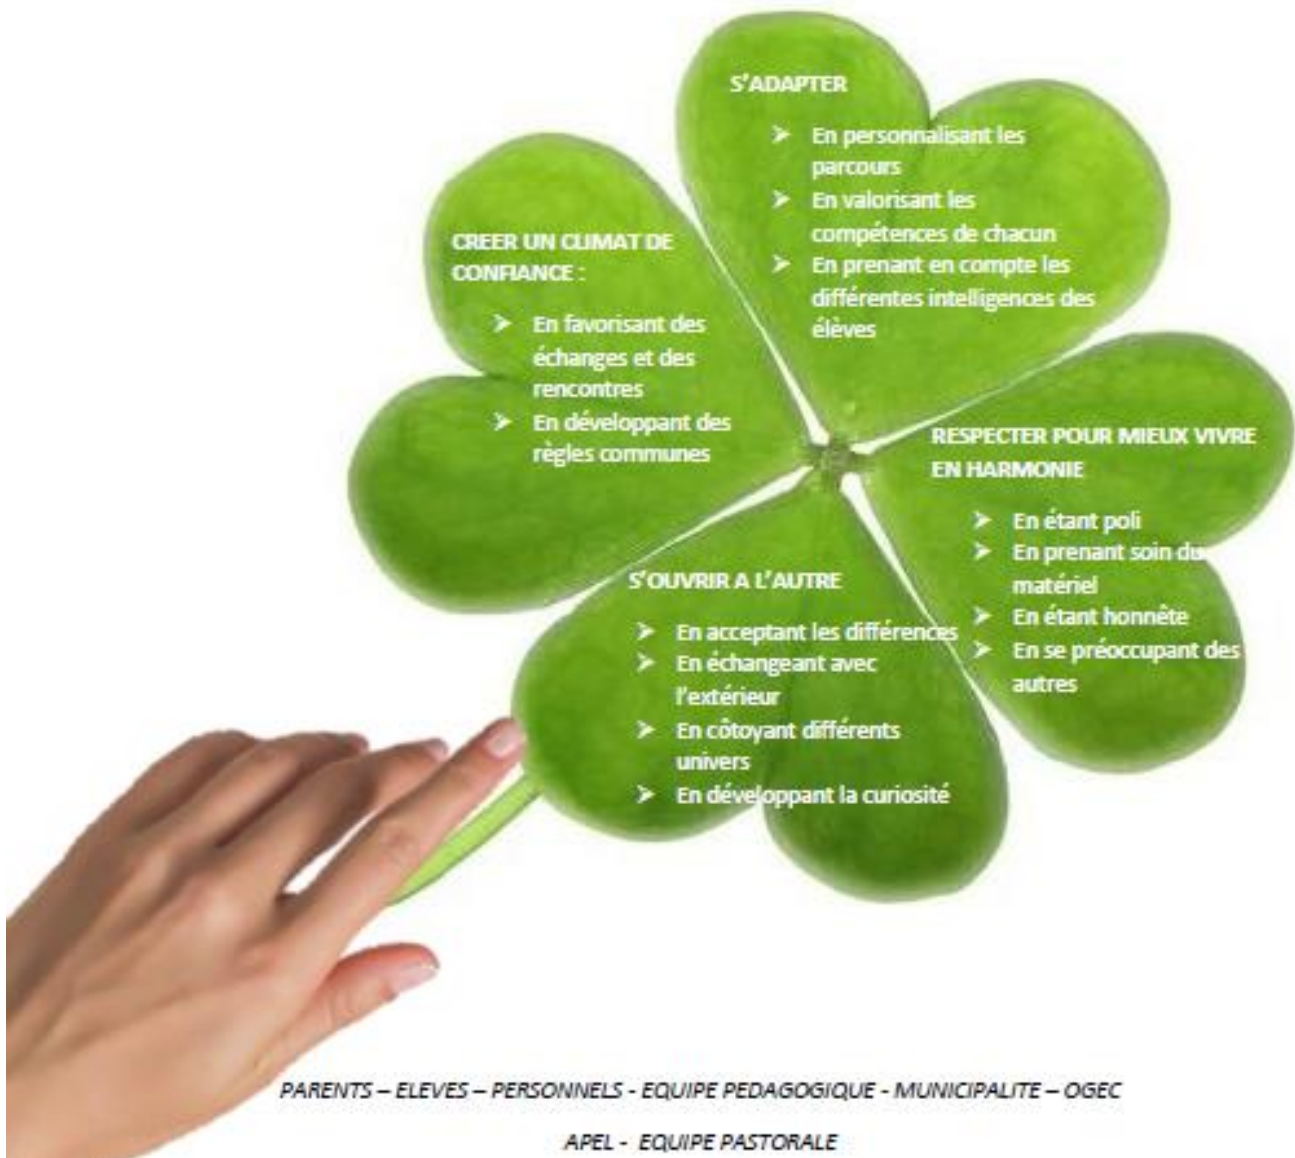 S'ADAPTER
➢ En personnalisant les
parcours
➢ En valorisant les
compétences de chacun
➢ En prenant en compte les
différentes intelligences des
élèves
CREER UN CLIMAT DE
CONFIANCE :
➢ En favorisant des
échanges et des
rencontres
➢ En développant des
règles communes
RESPECTER POUR MIEUX VIVRE
EN HARMONIE
➢ En étant poli
➢ En prenant soin du
matériel
➢ En étant honnête
➢ En se préoccupant des
autres
S'OUVRIR A L'AUTRE
➢ En acceptant les différences
➢ En échangeant avec
l'extérieur
➢ En côtoyant différents
univers
➢ En développant la curiosité
PARENTS – ELEVES – PERSONNELS - EQUIPE PEDAGOGIQUE - MUNICIPALITE – OGEC
APEL - EQUIPE PASTORALE